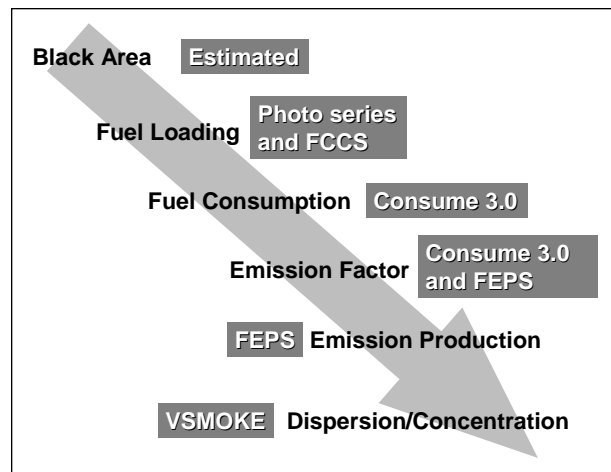 Black Area Estimated
Fuel Loading Photo series
and FCCS
Fuel Consumption Consume 3.0
Emission Factor Consume 3.0
and FEPS
FEPS Emission Production
VSMOKE Dispersion/Concentration